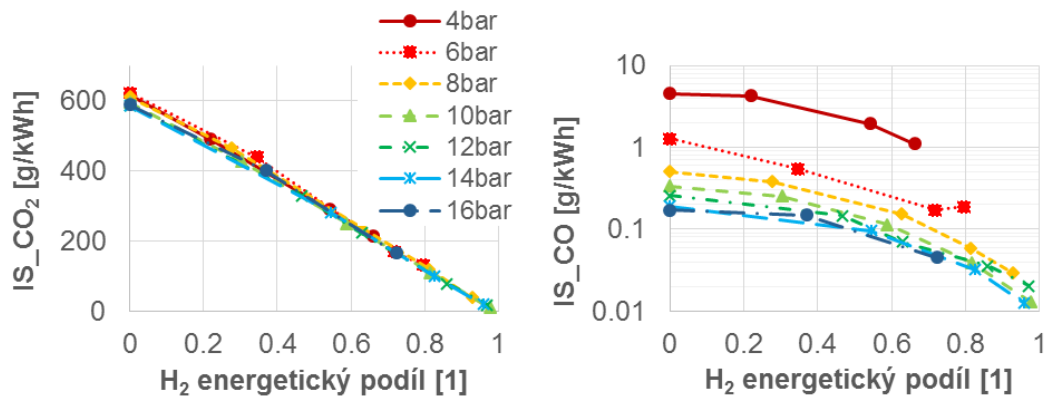 IS_CO₂ [g/kWh]
600
400
200
0
0
0.2
0.4
0.6
0.8
1
H₂ energetický podíl [1]
4bar
6bar
8bar
10bar
12bar
14bar
16bar
IS_CO [g/kWh]
10
1
0.1
0.01
0
0.2
0.4
0.6
0.8
1
H₂ energetický podíl [1]